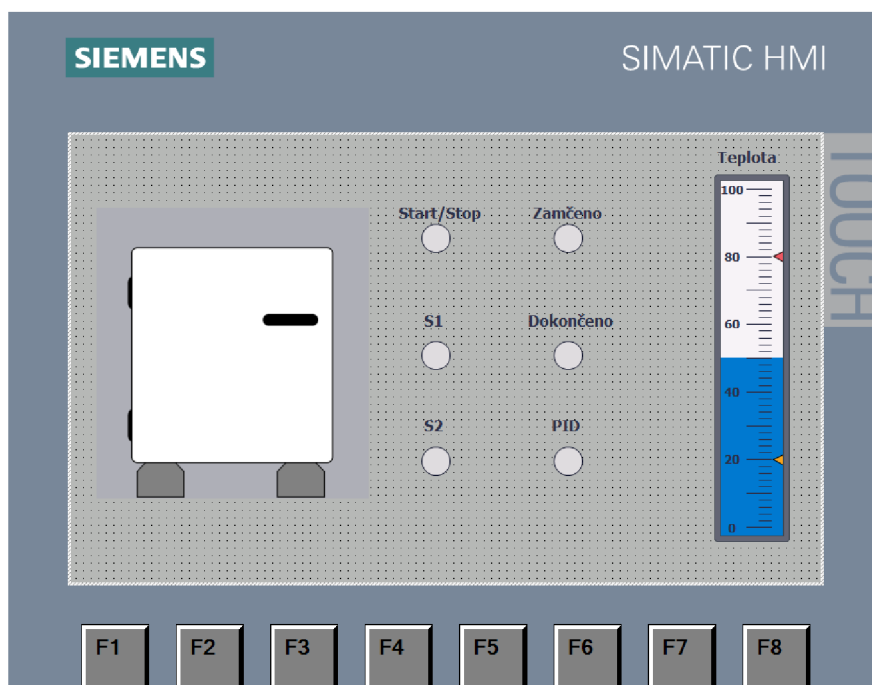 SIEMENS
SIMATIC HMI
TOUCH
Teplota
Start/Stop
Zamčeno
S1
Dokončeno
S2
PID
100
80
60
40
20
0
F1
F2
F3
F4
F5
F6
F7
F8